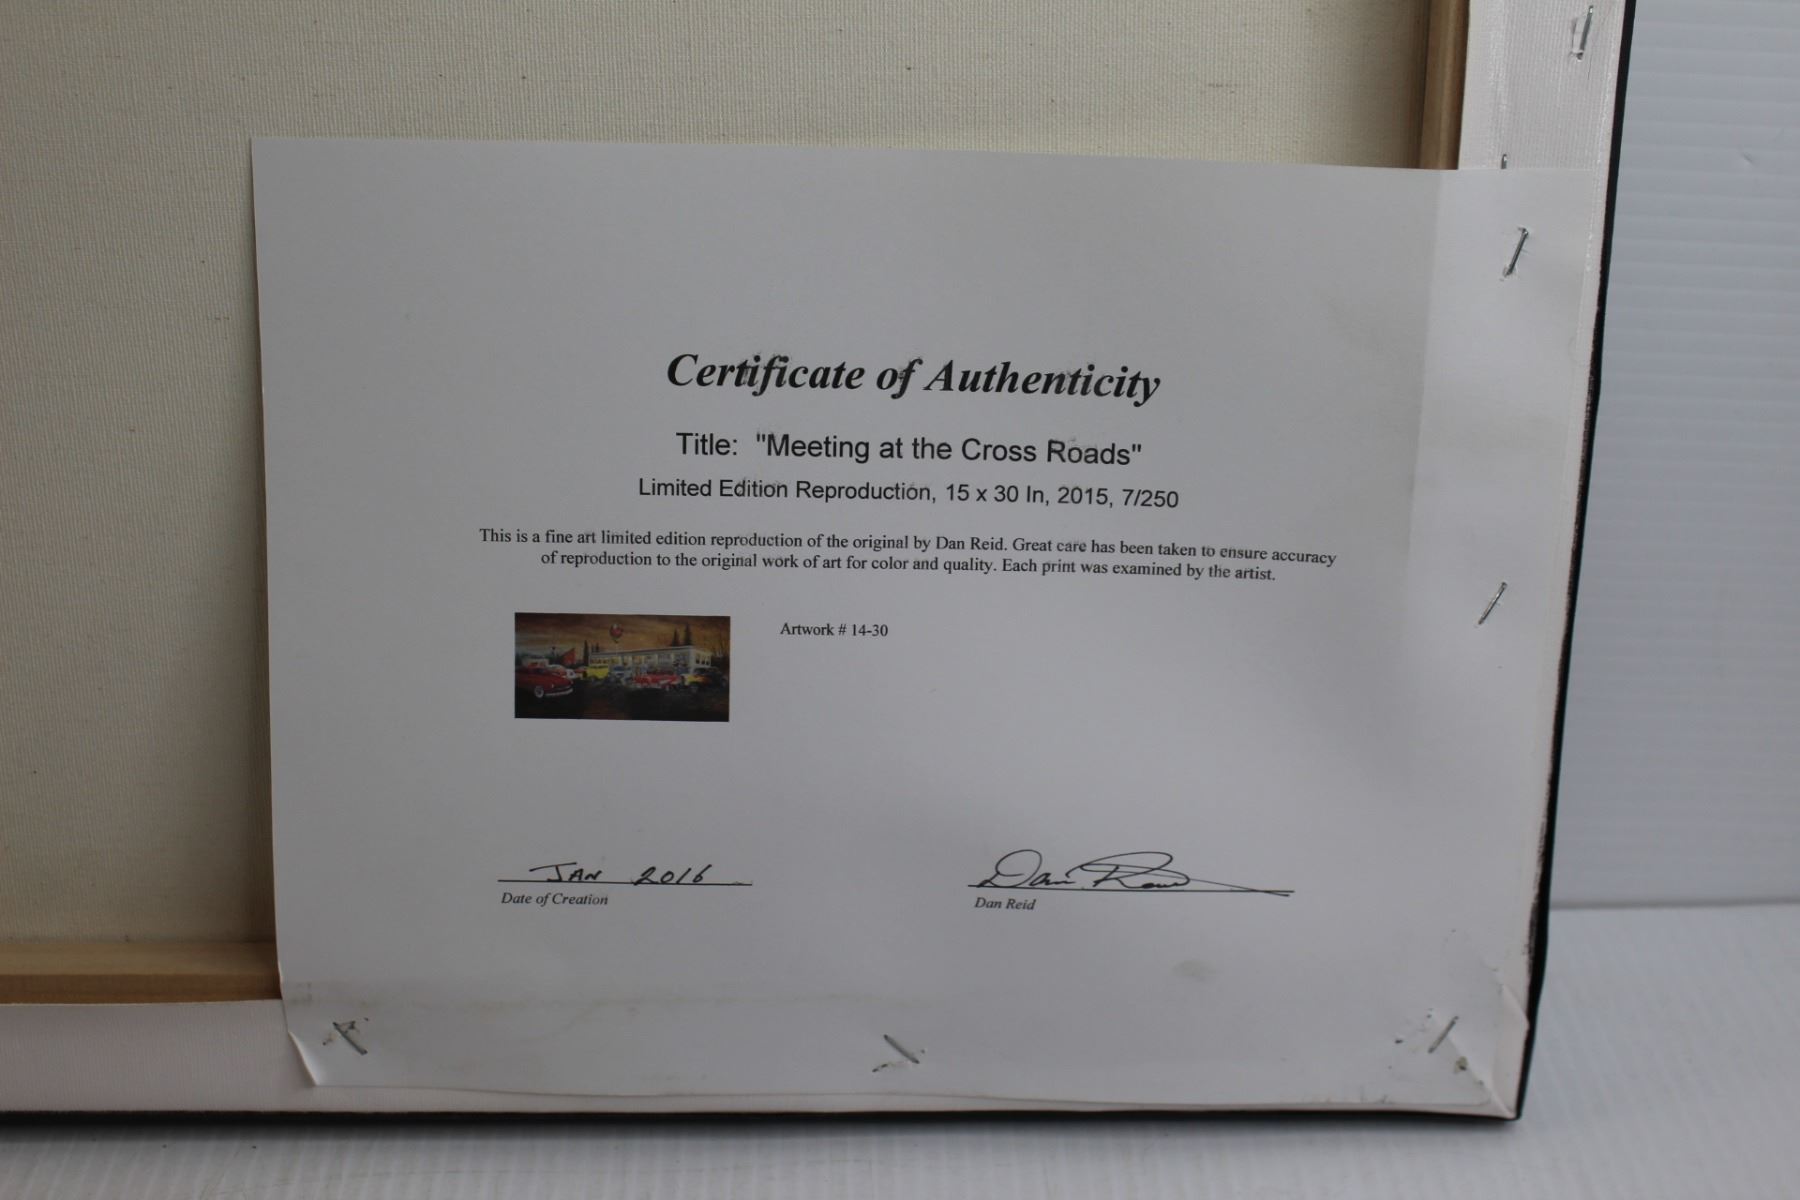 Certificate of Authenticity
Title: "Meeting at the Cross Roads"
Limited Edition Reproduction, 15 x 30 In, 2015, 7/250
This is a fine art limited edition reproduction of the original by Dan Reid. Great care has been taken to ensure accuracy
of reproduction to the original work of art for color and quality. Each print was examined by the artist.
Artwork # 14-30
JAN 2016
Date of Creation
Dan Reid